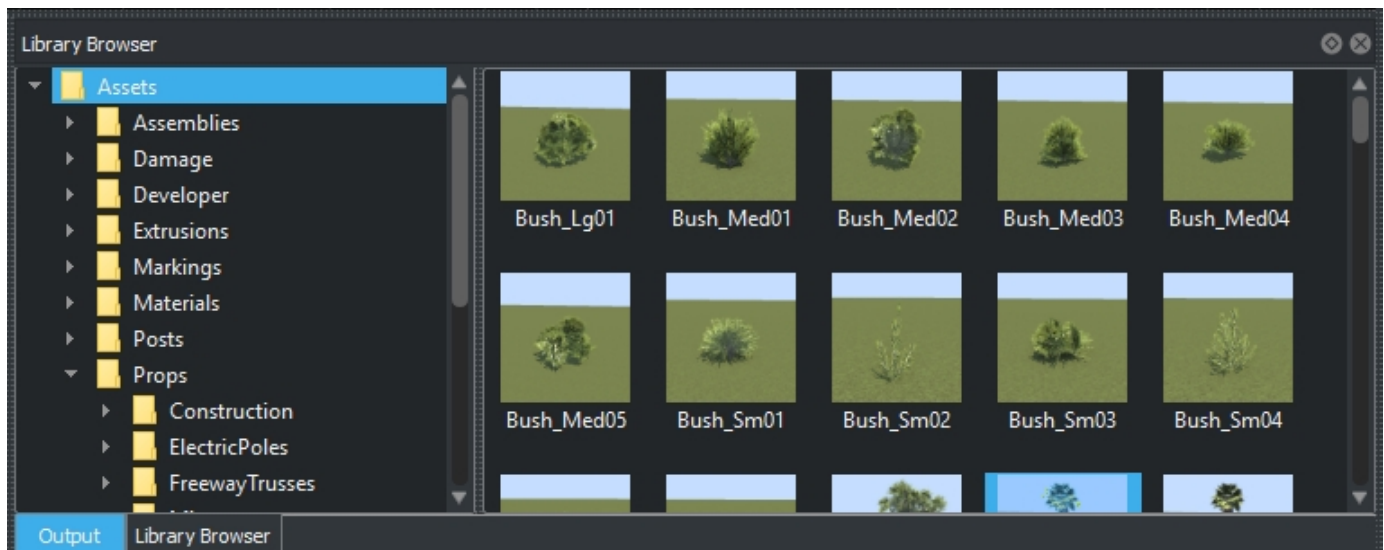 Library Browser
Assets
Assemblies
Damage
Developer
Extrusions
Markings
Materials
Posts
Props
Construction
ElectricPoles
FreewayTrusses
Bush_Lg01 Bush_Med01 Bush_Med02 Bush_Med03 Bush_Med04
Bush_Med05 Bush_Sm01 Bush_Sm02 Bush_Sm03 Bush_Sm04
Output Library Browser